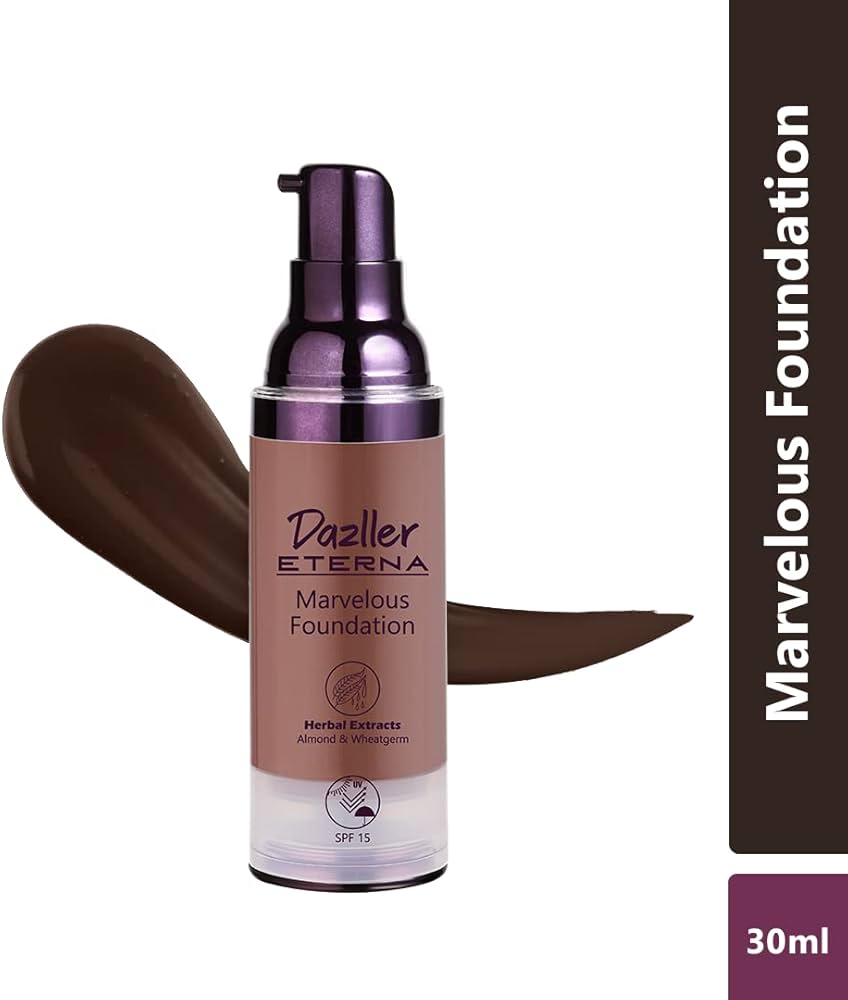 Dazller
ETERNA
Marvelous
Foundation
Herbal Extracts
Almond & Wheatgerm
UV
SPF 15
Marvelous Foundation
30ml